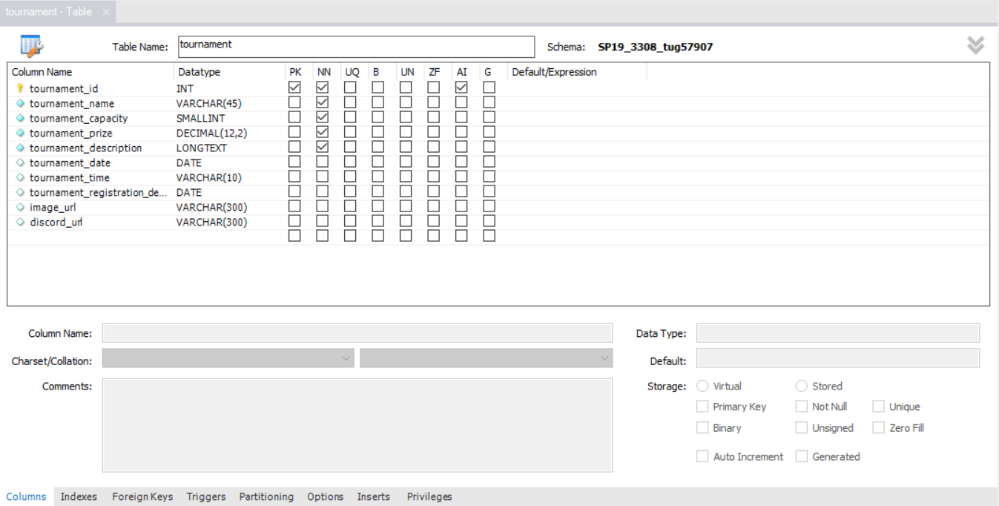 tournament - Table ×
Table Name: tournament Schema: SP19_3308_tug57907
Column Name Datatype PK NN UQ B UN ZF AI G Default/Expression
tournament_id INT
tournament_name VARCHAR(45)
tournament_capacity SMALLINT
tournament_prize DECIMAL(12,2)
tournament_description LONGTEXT
tournament_date DATE
tournament_time VARCHAR(10)
tournament_registration_de... DATE
image_url VARCHAR(300)
discord_url VARCHAR(300)
Column Name: Data Type:
Charset/Collation: Default:
Comments: Storage: Virtual Stored
Primary Key Not Null Unique
Binary Unsigned Zero Fill
Auto Increment Generated
Columns Indexes Foreign Keys Triggers Partitioning Options Inserts Privileges